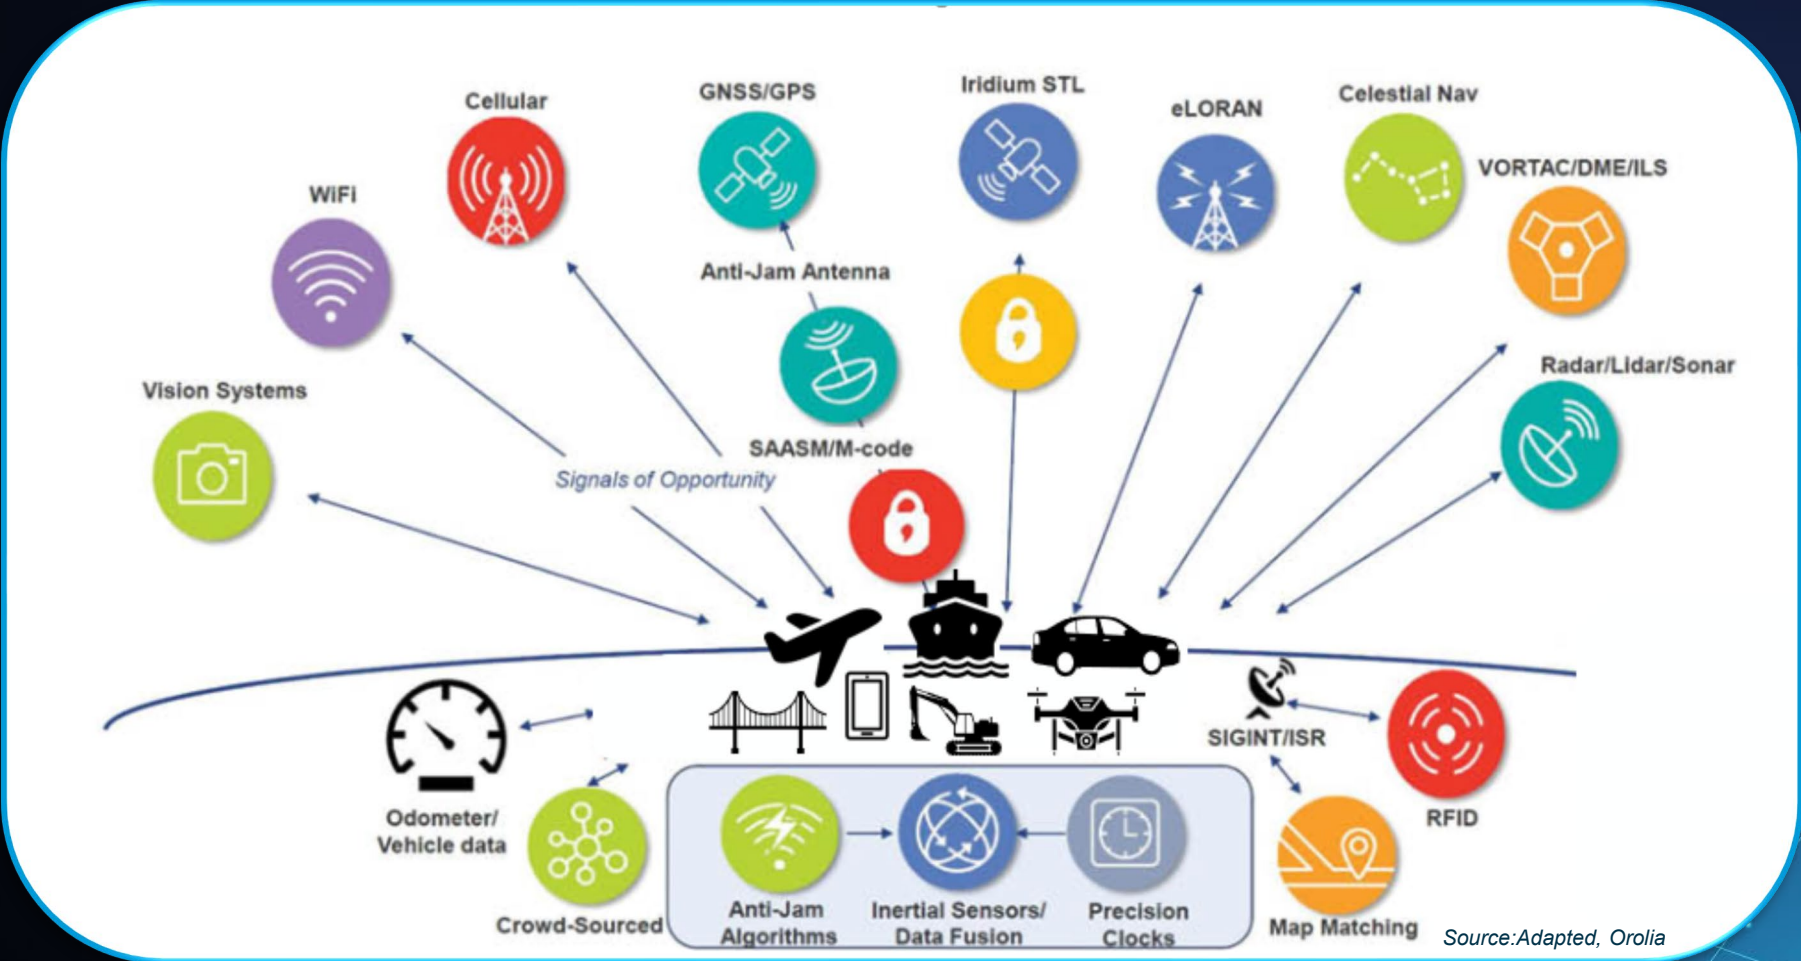 Iridium STL
GNSS/GPS
Celestial Nav
Cellular
eLORAN
VORTAC/DME/ILS
WiFi
Anti-Jam Antenna
Radar/Lidar/Sonar
Vision Systems
SAASM/M-code
Signals of Opportunity
SIGINT/ISR
Odometer/
Vehicle data
RFID
Crowd-Sourced
Anti-Jam
Algorithms
Inertial Sensors/
Data Fusion
Precision
Clocks
Map Matching
Source:Adapted, Orolia